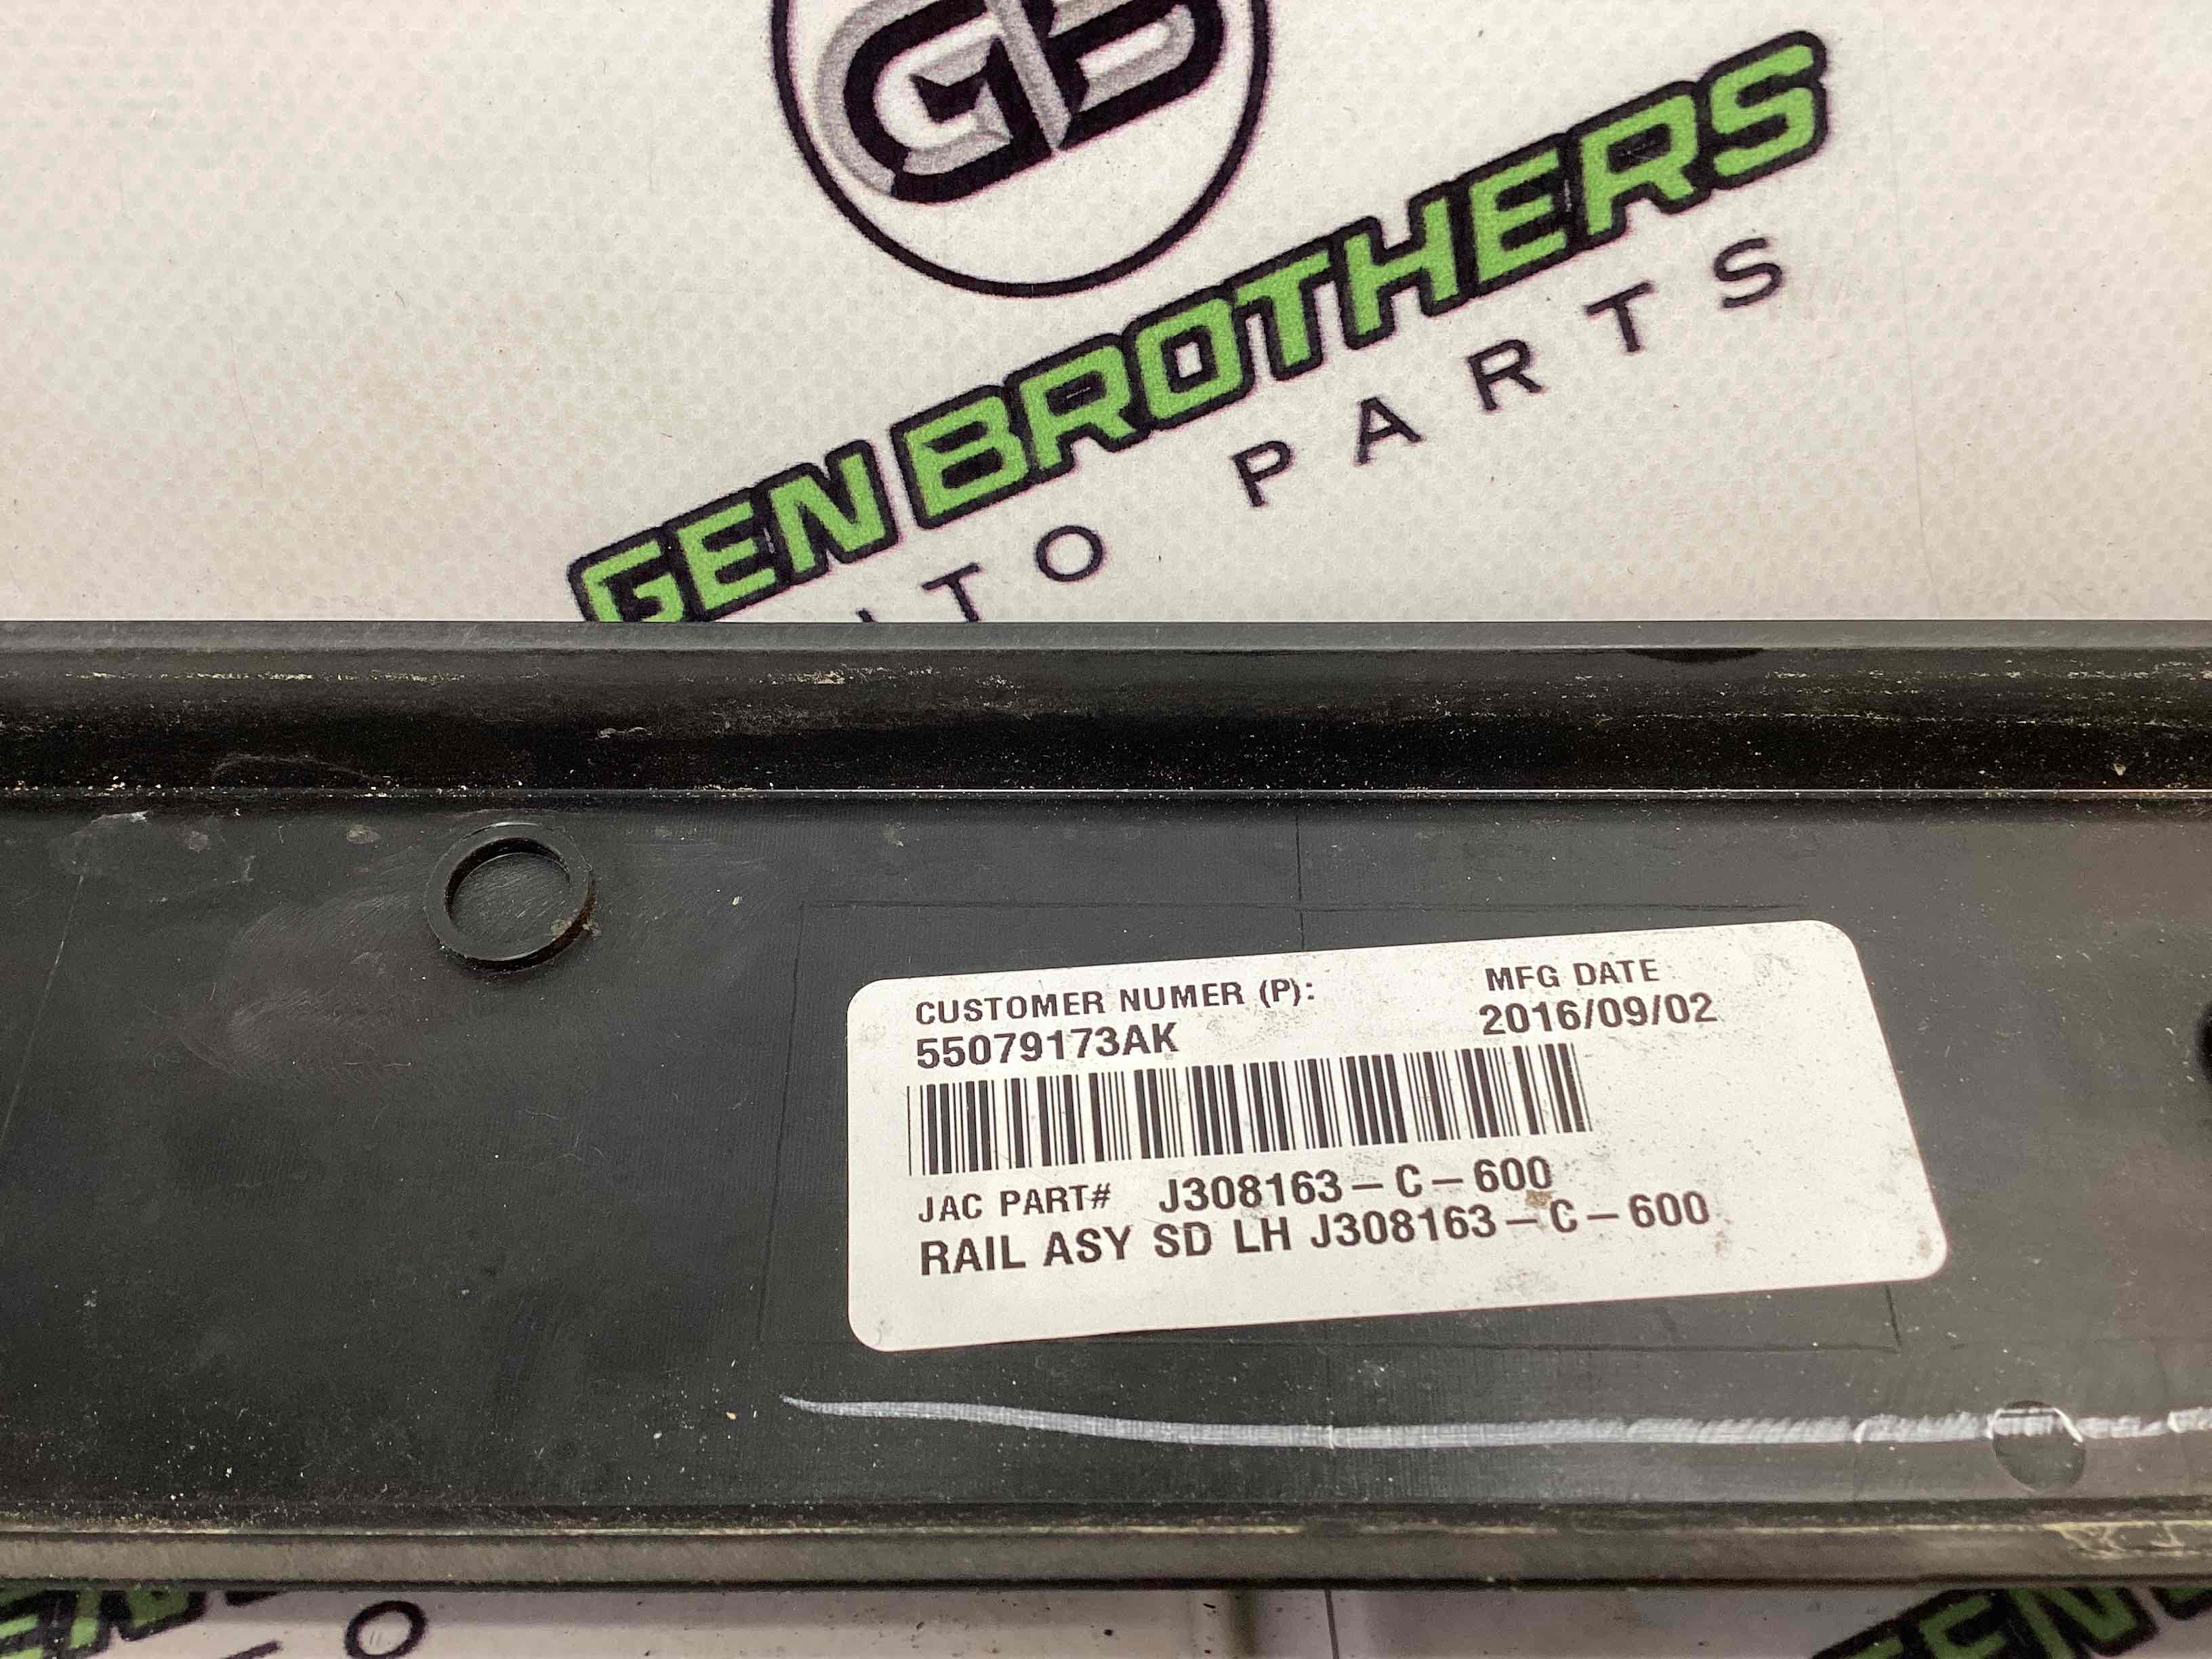 GB
GEN BROTHERS
PARTS
CUSTOMER NUMER (P):
55079173AK
MFG DATE
2016/09/02
JAC PART# J308163-C-600
RAIL ASY SD LH J308163-C-600